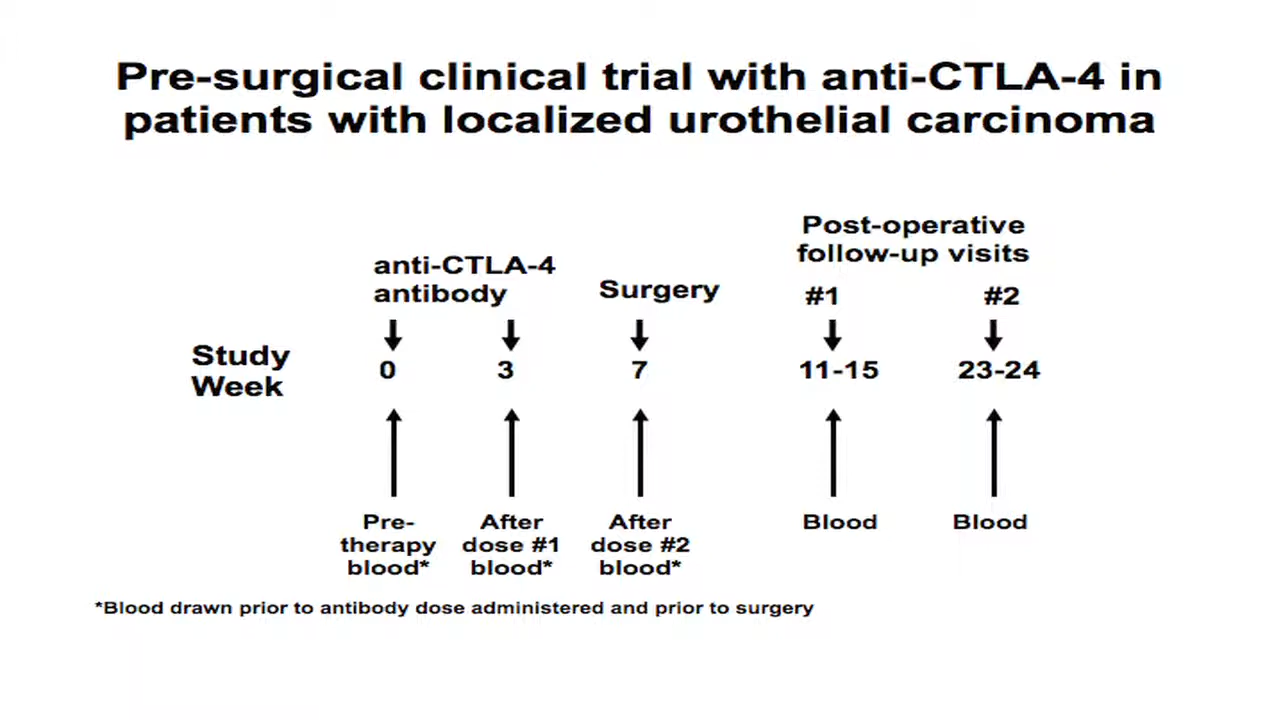 Pre-surgical clinical trial with anti-CTLA-4 in
patients with localized urothelial carcinoma
Post-operative
follow-up visits
anti-CTLA-4
antibody
Surgery
#1
#2
Study
Week
0
3
7
11-15
23-24
Pre-
therapy
blood*
After
dose #1
blood*
After
dose #2
blood*
Blood
Blood
*Blood drawn prior to antibody dose administered and prior to surgery